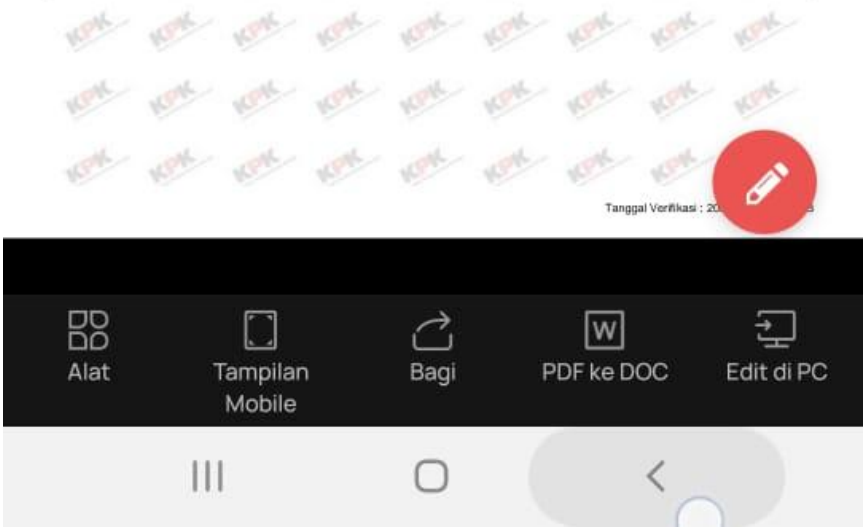 KPK KPK KPK KPK KPK KPK KPK KPK KPK
KPK KPK KPK KPK KPK KPK KPK KPK KPK
KPK KPK KPK KPK KPK KPK KPK KPK
Tanggal Verifikasi :
Alat Tampilan Mobile Bagi PDF ke DOC Edit di PC